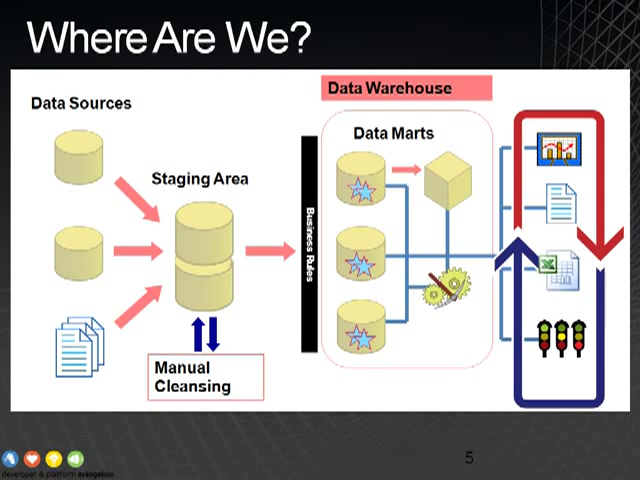 Where Are We?
Data Warehouse
Data Sources
Data Marts
Staging Area
Business Rules
Manual
Cleansing
5
developer & platform evangelism